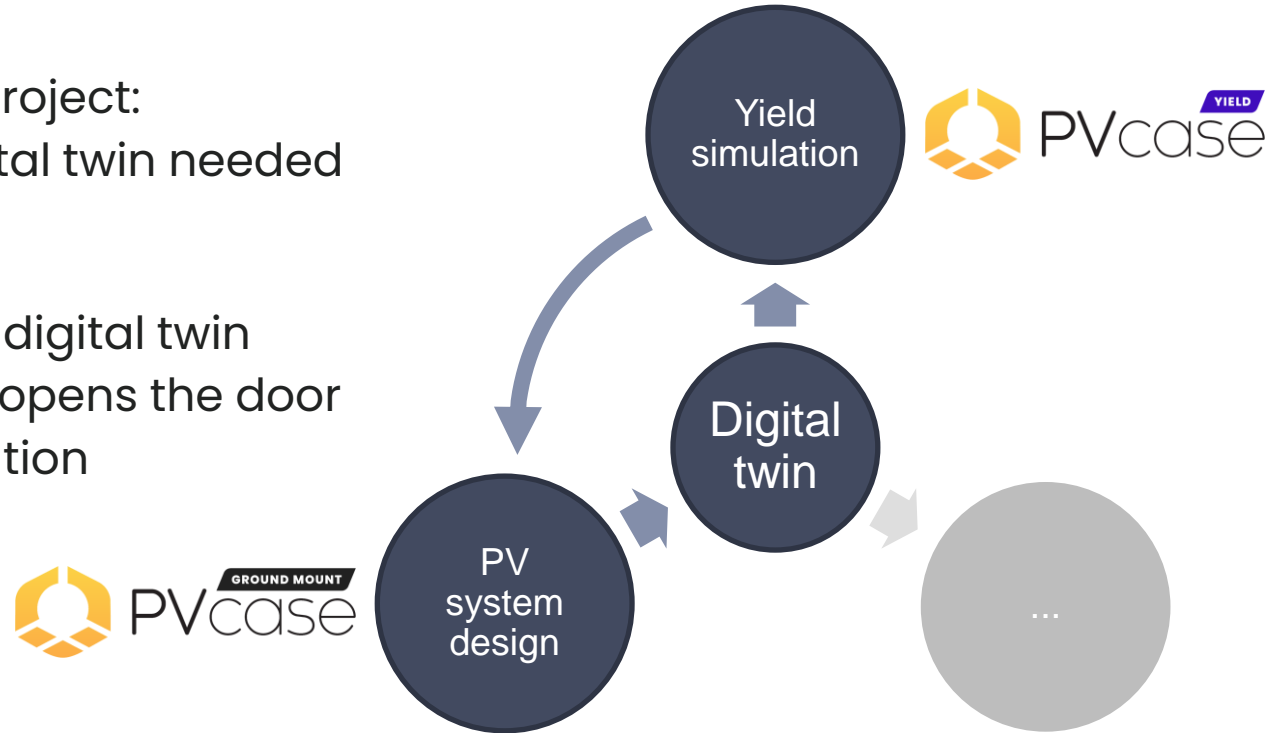 roject:
tal twin needed
digital twin
opens the door
tion
Yield
simulation
YIELD
PVcase
Digital
twin
GROUND MOUNT
PVcase
PV
system
design
...